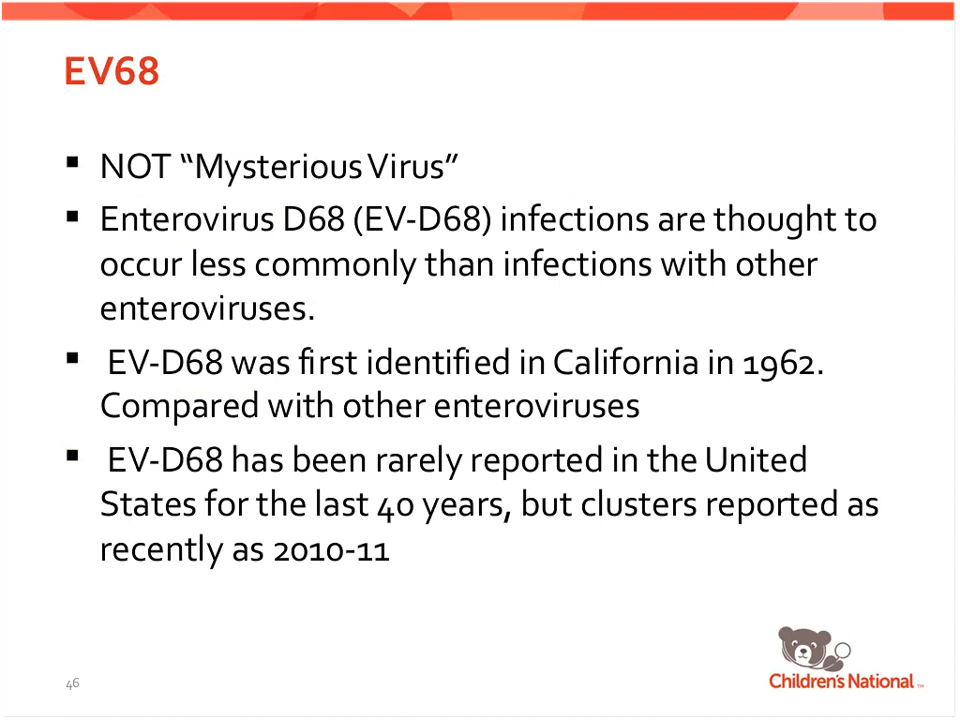 EV68
▪ NOT “Mysterious Virus”
▪ Enterovirus D68 (EV-D68) infections are thought to
occur less commonly than infections with other
enteroviruses.
▪ EV-D68 was first identified in California in 1962.
Compared with other enteroviruses
▪ EV-D68 has been rarely reported in the United
States for the last 40 years, but clusters reported as
recently as 2010-11
46
Children's National™